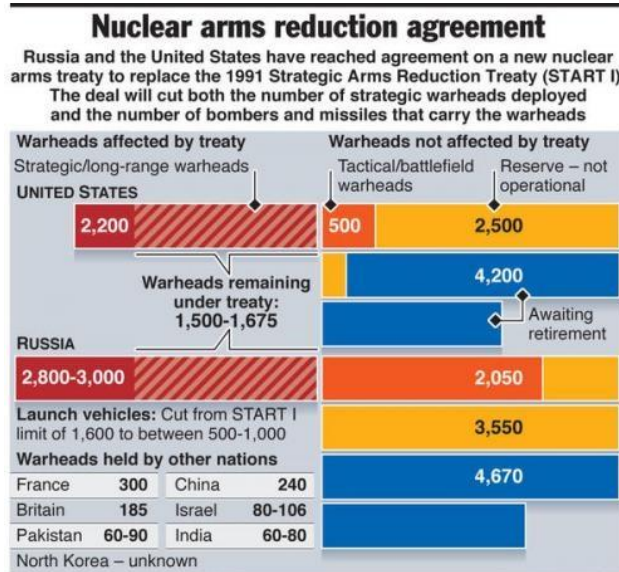 Nuclear arms reduction agreement
Russia and the United States have reached agreement on a new nuclear
arms treaty to replace the 1991 Strategic Arms Reduction Treaty (START I)
The deal will cut both the number of strategic warheads deployed
and the number of bombers and missiles that carry the warheads
Warheads affected by treaty
Strategic/long-range warheads
Warheads not affected by treaty
Tactical/battlefield
warheads
Reserve – not
operational
UNITED STATES
2,200
500
2,500
4,200
Warheads remaining
under treaty:
1,500-1,675
Awaiting
retirement
RUSSIA
2,800-3,000
2,050
3,550
4,670
Launch vehicles: Cut from START I
limit of 1,600 to between 500-1,000
Warheads held by other nations
France 300 China 240
Britain 185 Israel 80-106
Pakistan 60-90 India 60-80
North Korea – unknown